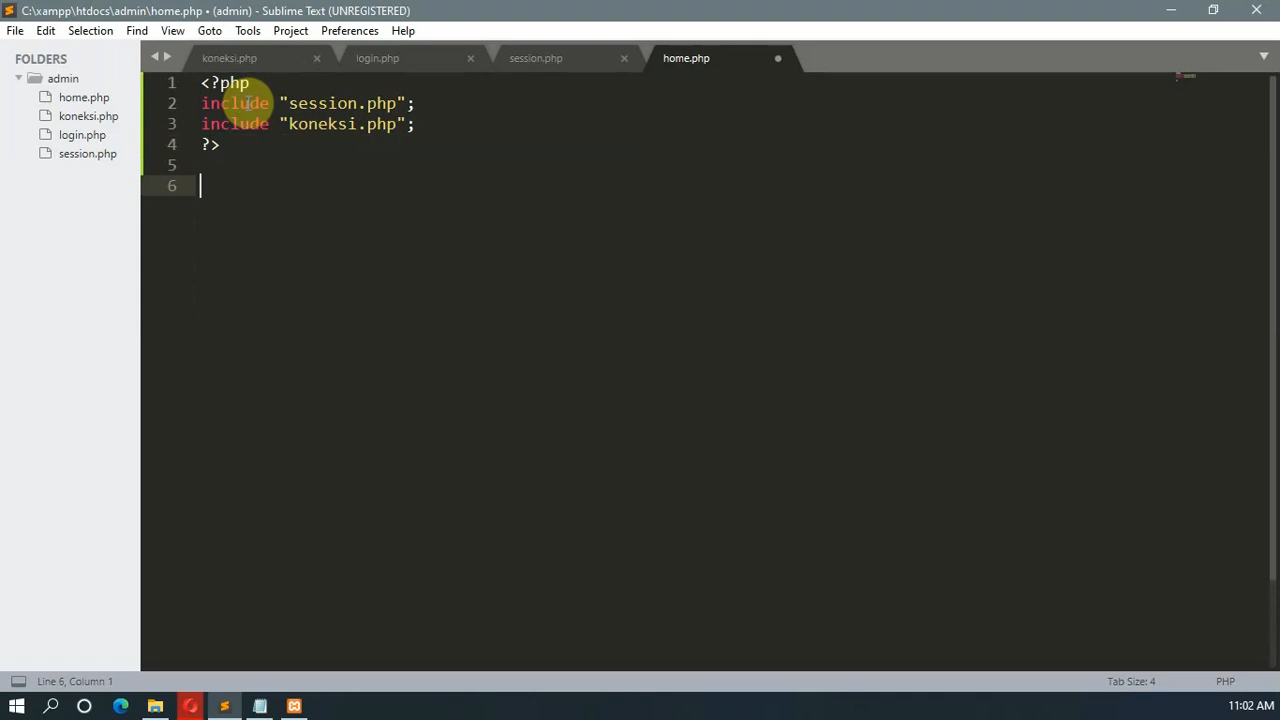 C:\xampp\htdocs\admin\home.php • (admin) - Sublime Text (UNREGISTERED)
File Edit Selection Find View Goto Tools Project Preferences Help
FOLDERS
admin
home.php
koneksi.php
login.php
session.php
koneksi.php login.php session.php home.php
1 <?php
2 include "session.php";
3 include "koneksi.php";
4 ?>
5
6
Line 6, Column 1 Tab Size: 4 PHP
11:02 AM